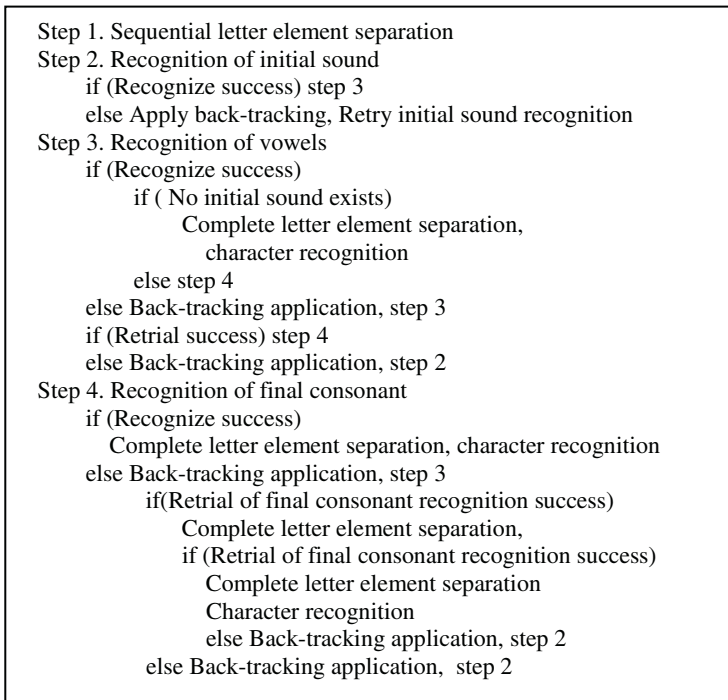 Step 1. Sequential letter element separation
Step 2. Recognition of initial sound
if (Recognize success) step 3
else Apply back-tracking, Retry initial sound recognition
Step 3. Recognition of vowels
if (Recognize success)
if ( No initial sound exists)
Complete letter element separation,
character recognition
else step 4
else Back-tracking application, step 3
if (Retrial success) step 4
else Back-tracking application, step 2
Step 4. Recognition of final consonant
if (Recognize success)
Complete letter element separation, character recognition
else Back-tracking application, step 3
if(Retrial of final consonant recognition success)
Complete letter element separation,
if (Retrial of final consonant recognition success)
Complete letter element separation
Character recognition
else Back-tracking application, step 2
else Back-tracking application, step 2